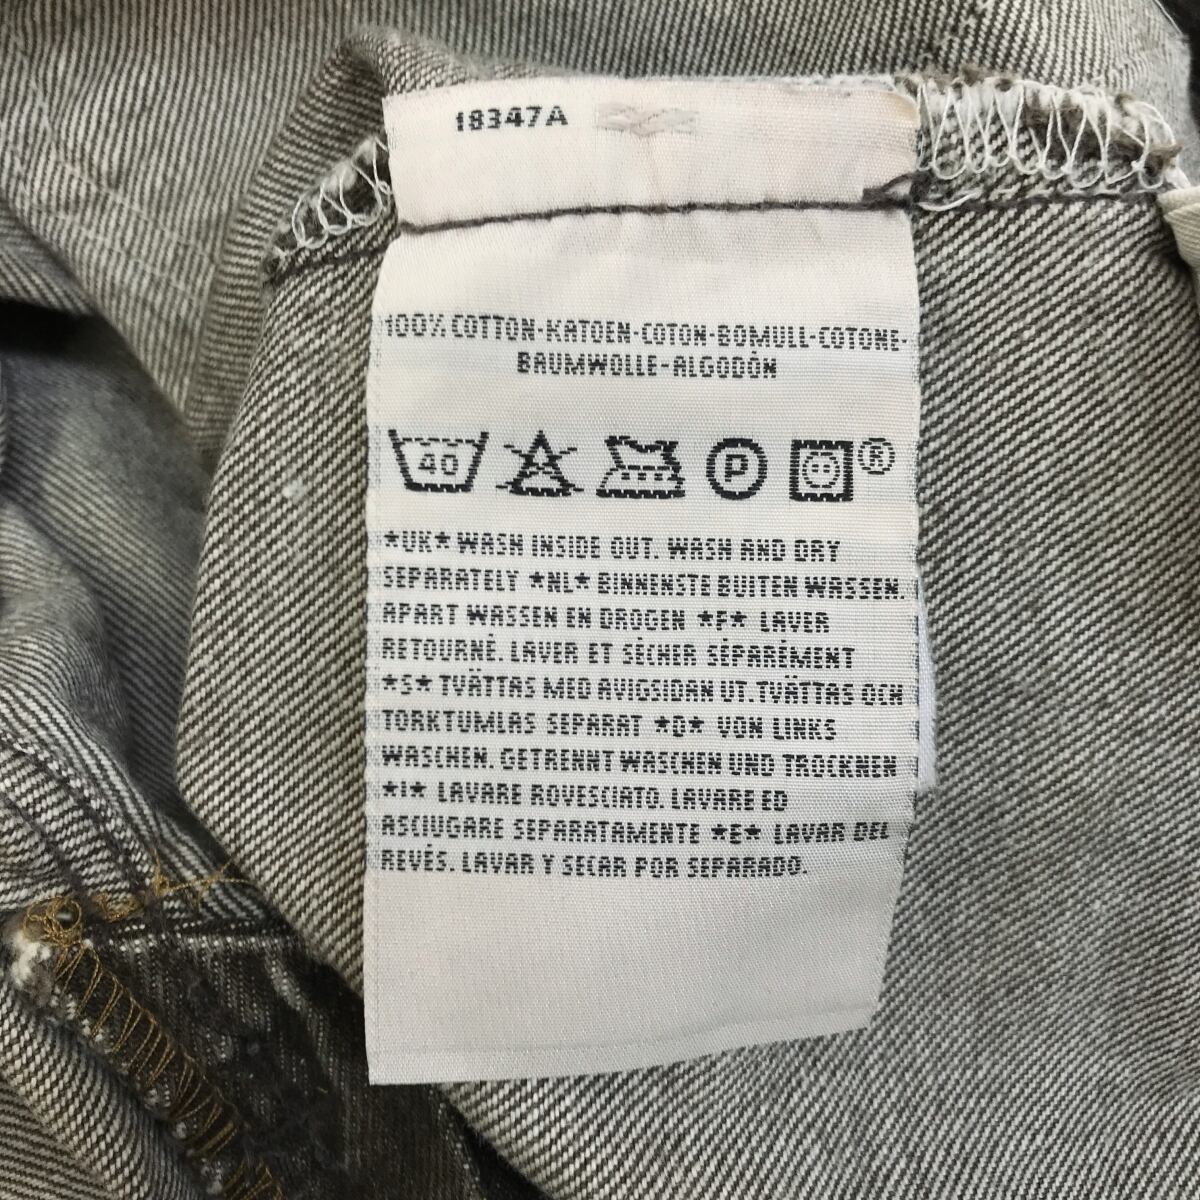 18347A
100% COTTON-KATOEN-COTON-BOMULL-COTONE-
BAUMWOLLE-ALGODÓN
40 P ®
*UK* WASH INSIDE OUT. WASH AND DRY
SEPARATELY *NL* BINNENSTE BUITEN WASSEN.
APART WASSEN EN DROGEN *F* LAVER
RETOURNÉ. LAVER ET SÉCHER SÉPARÉMENT
*S* TVÄTTAS MED AVIGSIDAN UT. TVÄTTAS OCH
TORKTUMLAS SEPARAT *D* VON LINKS
WASCHEN. GETRENNT WASCHEN UND TROCKNEN
*I* LAVARE ROVESCIATO. LAVARE ED
ASCIUGARE SEPARATAMENTE *E* LAVAR DEL
REVÉS. LAVAR Y SECAR POR SEPARADO.